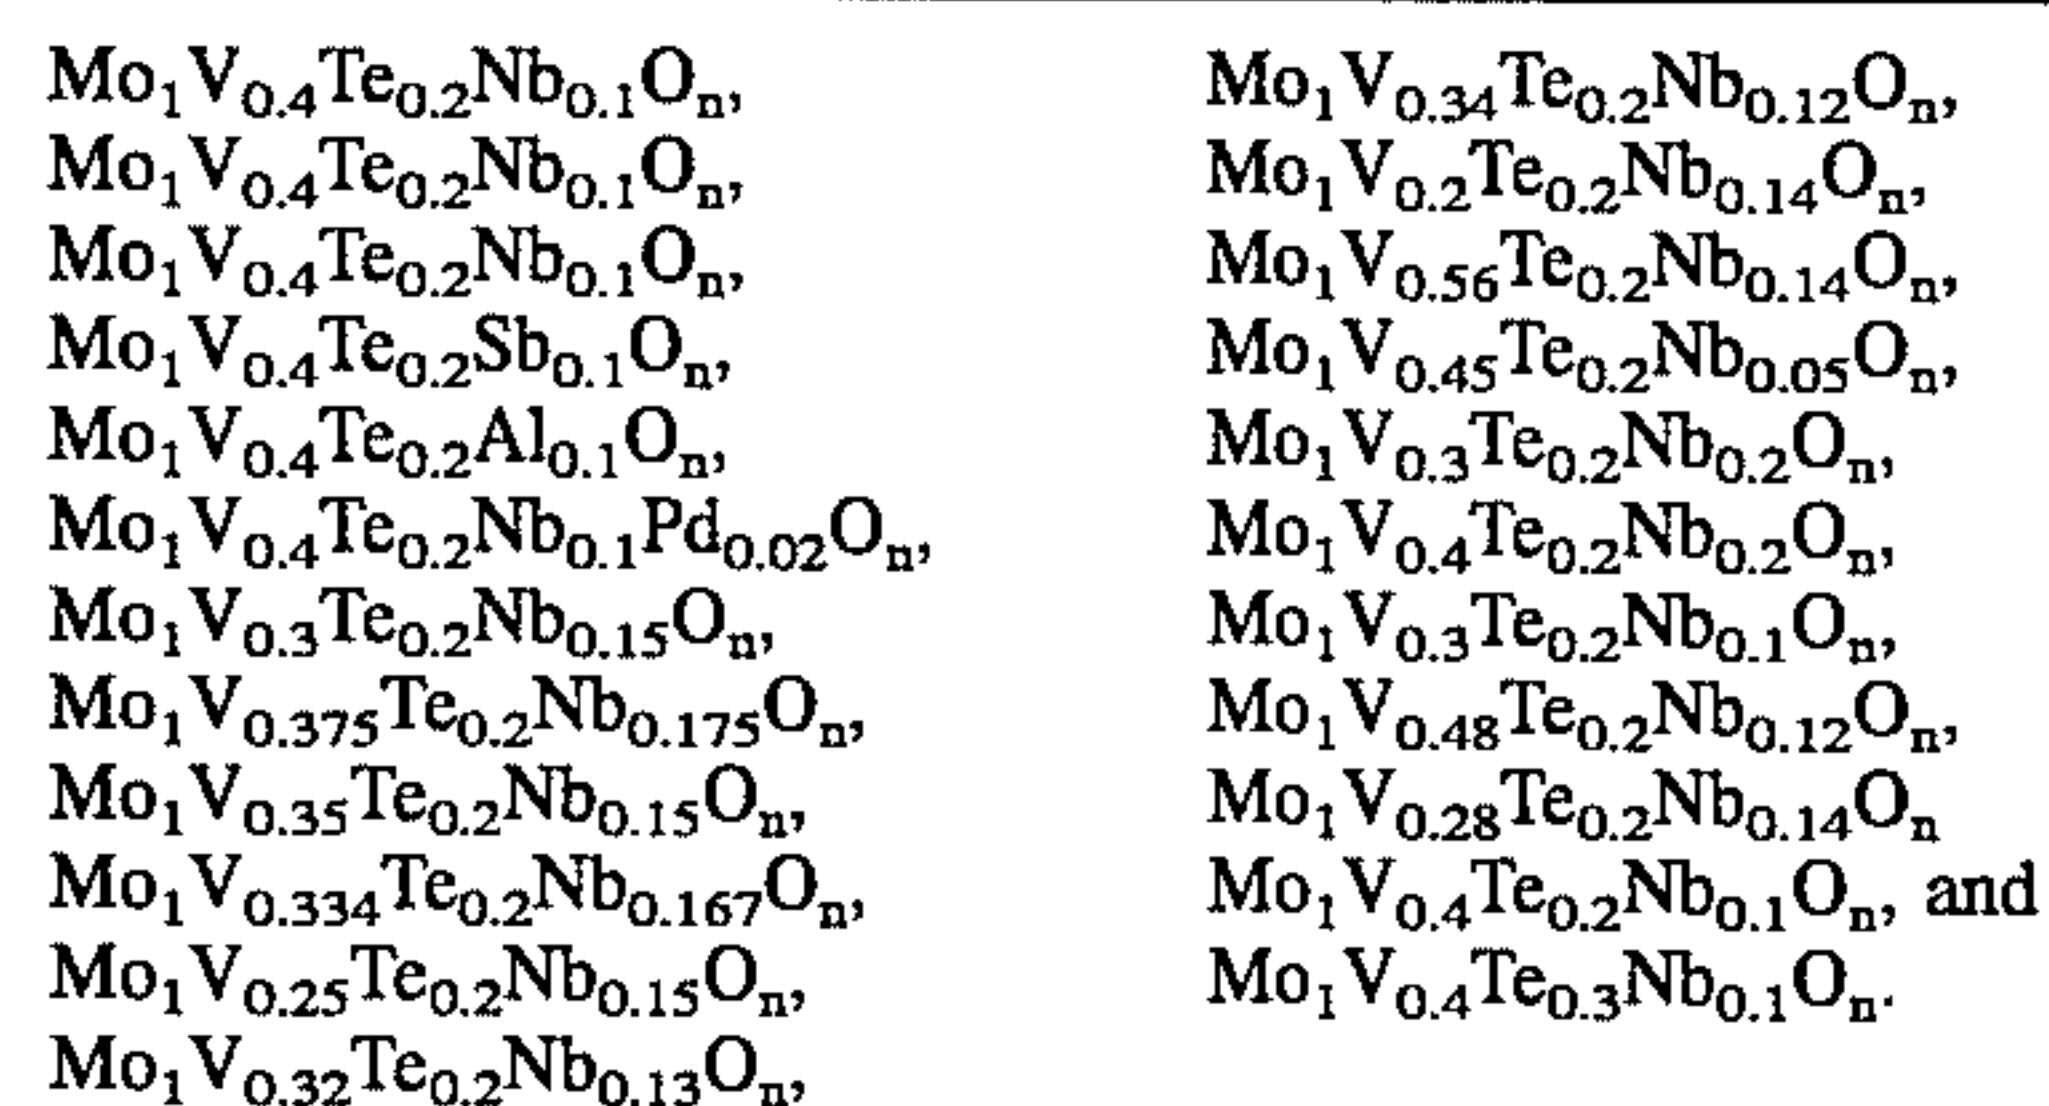 Mo₁V₀.₄Te₀.₂Nb₀.₁Oₙ,
Mo₁V₀.₄Te₀.₂Nb₀.₁Oₙ,
Mo₁V₀.₄Te₀.₂Nb₀.₁Oₙ,
Mo₁V₀.₄Te₀.₂Sb₀.₁Oₙ,
Mo₁V₀.₄Te₀.₂Al₀.₁Oₙ,
Mo₁V₀.₄Te₀.₂Nb₀.₁Pd₀.₀₂Oₙ,
Mo₁V₀.₃Te₀.₂Nb₀.₁₅Oₙ,
Mo₁V₀.₃₇₅Te₀.₂Nb₀.₁₇₅Oₙ,
Mo₁V₀.₃₅Te₀.₂Nb₀.₁₅Oₙ,
Mo₁V₀.₃₃₄Te₀.₂Nb₀.₁₆₇Oₙ,
Mo₁V₀.₂₅Te₀.₂Nb₀.₁₅Oₙ,
Mo₁V₀.₃₂Te₀.₂Nb₀.₁₃Oₙ,
Mo₁V₀.₃₄Te₀.₂Nb₀.₁₂Oₙ,
Mo₁V₀.₂Te₀.₂Nb₀.₁₄Oₙ,
Mo₁V₀.₅₆Te₀.₂Nb₀.₁₄Oₙ,
Mo₁V₀.₄₅Te₀.₂Nb₀.₀₅Oₙ,
Mo₁V₀.₃Te₀.₂Nb₀.₂Oₙ,
Mo₁V₀.₄Te₀.₂Nb₀.₂Oₙ,
Mo₁V₀.₃Te₀.₂Nb₀.₁Oₙ,
Mo₁V₀.₄₈Te₀.₂Nb₀.₁₂Oₙ,
Mo₁V₀.₂₈Te₀.₂Nb₀.₁₄Oₙ
Mo₁V₀.₄Te₀.₂Nb₀.₁Oₙ, and
Mo₁V₀.₄Te₀.₃Nb₀.₁Oₙ.